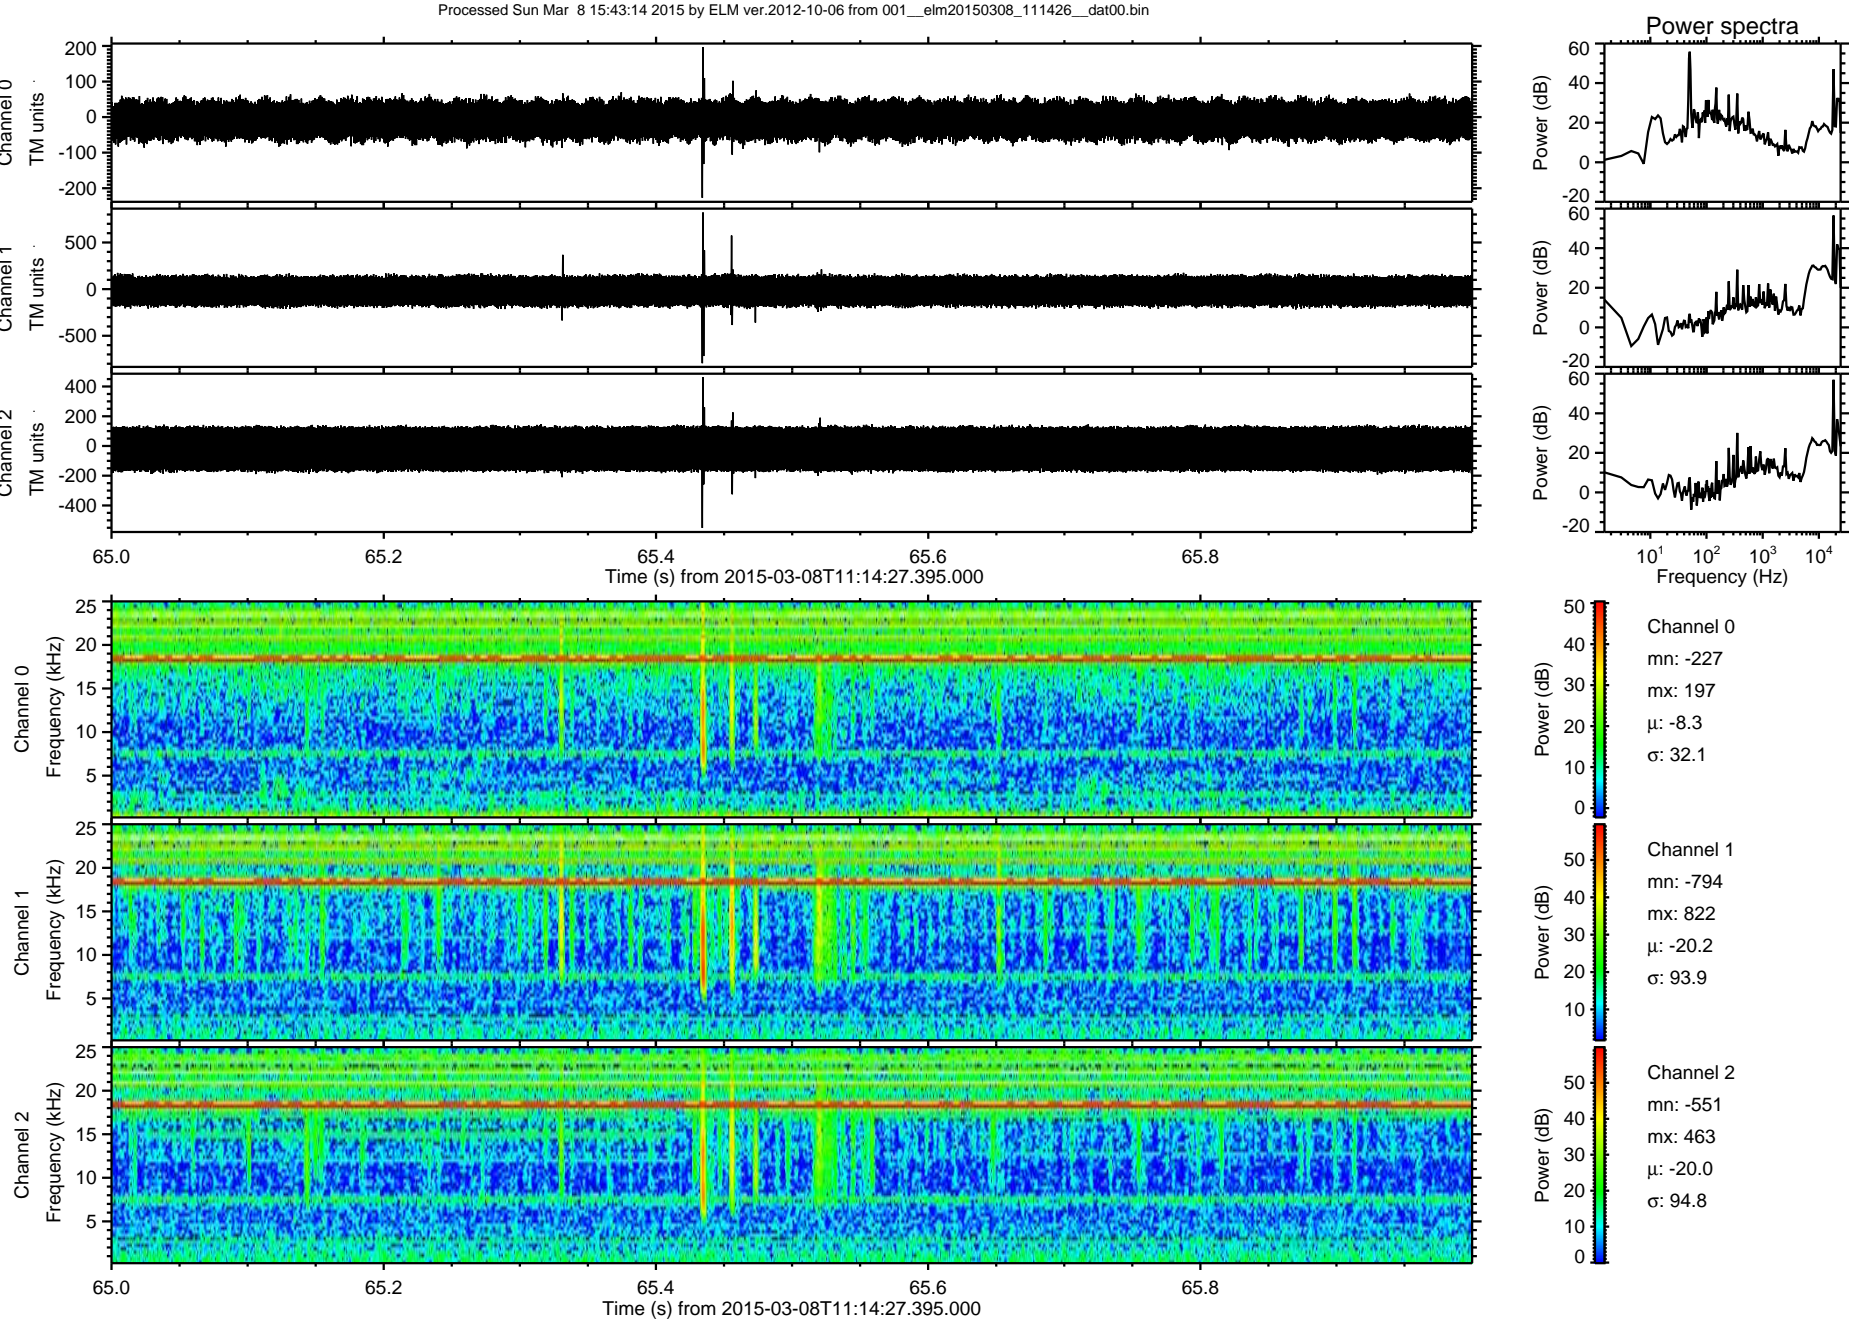 Processed Sun Mar  8 15:43:14 2015 by ELM ver.2012-10-06 from 001__elm20150308_111426__dat00.bin
Power spectra
Channel 0
TM units
200
100
0
-100
-200
Power (dB)
60
40
20
0
-20
Channel 1
TM units
500
0
-500
Power (dB)
60
40
20
0
-20
Channel 2
TM units
400
200
0
-200
-400
Power (dB)
60
40
20
0
-20
65.0 65.2 65.4 65.6 65.8
Time (s) from 2015-03-08T11:14:27.395.000
10^1 10^2 10^3 10^4
Frequency (Hz)
Channel 0
Frequency (kHz)
25
20
15
10
5
Power (dB)
50
40
30
20
10
0
Channel 0
mn: -227
mx: 197
μ: -8.3
σ: 32.1
Channel 1
Frequency (kHz)
25
20
15
10
5
Power (dB)
50
40
30
20
10
Channel 1
mn: -794
mx: 822
μ: -20.2
σ: 93.9
Channel 2
Frequency (kHz)
25
20
15
10
5
Power (dB)
50
40
30
20
10
0
Channel 2
mn: -551
mx: 463
μ: -20.0
σ: 94.8
65.0 65.2 65.4 65.6 65.8
Time (s) from 2015-03-08T11:14:27.395.000